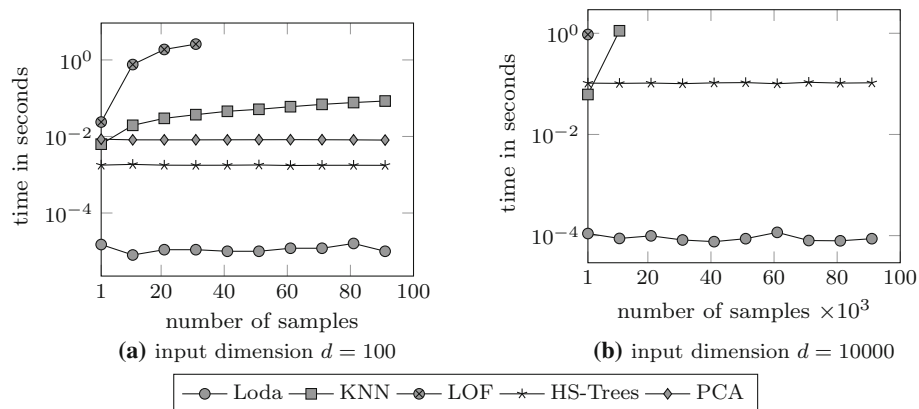 10^0
10^-2
10^-4
time in seconds
1 20 40 60 80 100
number of samples
(a) input dimension d = 100
10^0
10^-2
10^-4
time in seconds
1 20 40 60 80 100
number of samples ×10^3
(b) input dimension d = 10000
Loda KNN LOF HS-Trees PCA